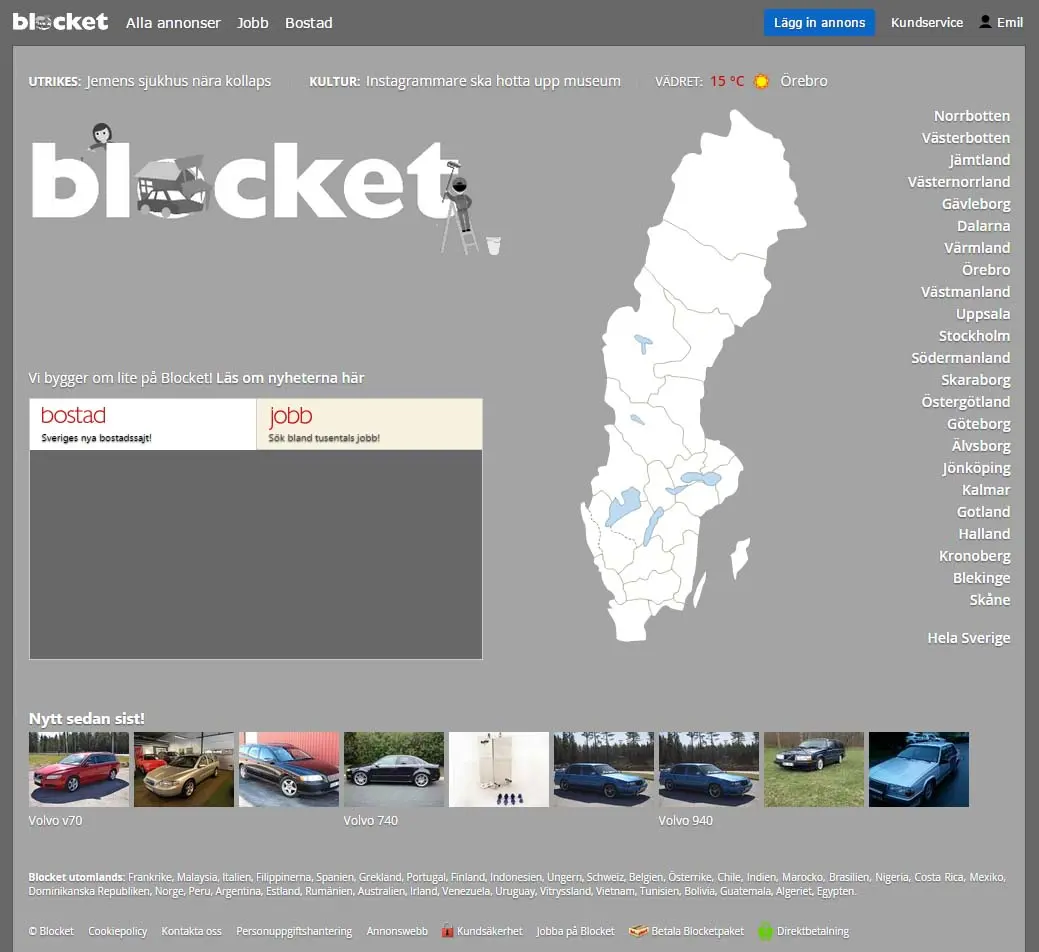 blocket Alla annonser Jobb Bostad Lägg in annons Kundservice Emil
UTRIKES: Jemens sjukhus nära kollaps KULTUR: Instagrammare ska hotta upp museum VÄDRET: 15 °C Örebro
blocket
Norrbotten
Västerbotten
Jämtland
Västernorrland
Gävleborg
Dalarna
Värmland
Örebro
Västmanland
Uppsala
Stockholm
Södermanland
Skaraborg
Östergötland
Göteborg
Älvsborg
Jönköping
Kalmar
Gotland
Halland
Kronoberg
Blekinge
Skåne
Hela Sverige
Vi bygger om lite på Blocket! Läs om nyheterna här
bostad
Sveriges nya bostadssajt!
jobb
Sök bland tusentals jobb!
Nytt sedan sist!
Volvo v70 Volvo 740 Volvo 940
Blocket utomlands: Frankrike, Malaysia, Italien, Filippinerna, Spanien, Grekland, Portugal, Finland, Indonesien, Ungern, Schweiz, Belgien, Österrike, Chile, Indien, Marocko, Brasilien, Nigeria, Costa Rica, Mexiko,
Dominikanska Republiken, Norge, Peru, Argentina, Estland, Rumänien, Australien, Irland, Venezuela, Uruguay, Vitryssland, Vietnam, Tunisien, Bolivia, Guatemala, Algeriet, Egypten.
© Blocket Cookiepolicy Kontakta oss Personuppgiftshantering Annonswebb Kundsäkerhet Jobba på Blocket Betala Blocketpaket Direktbetalning